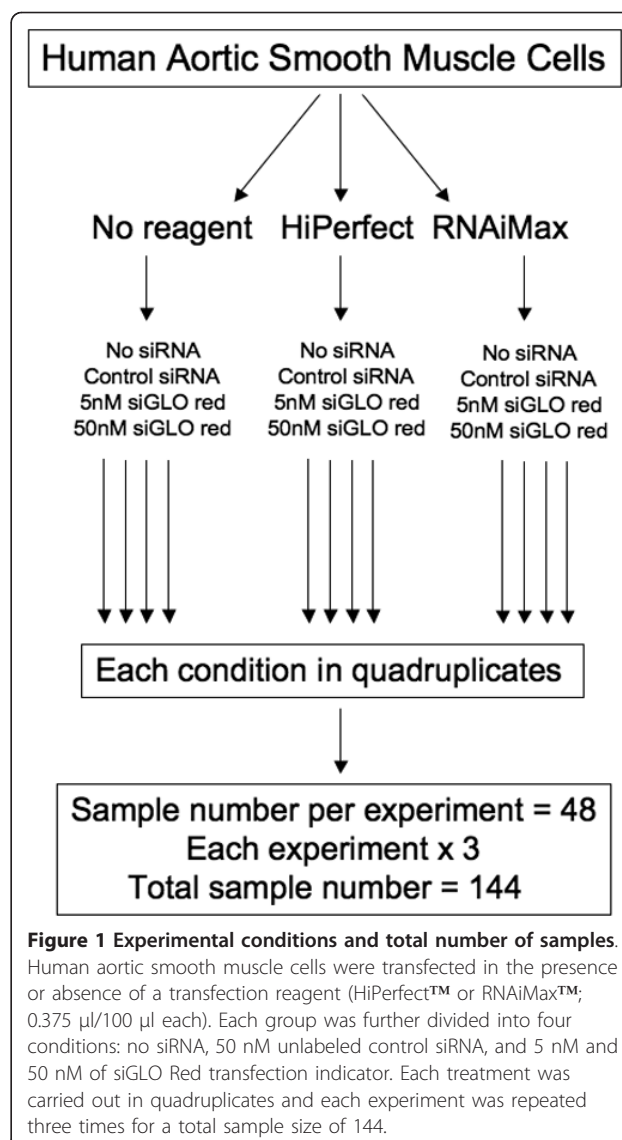 Human Aortic Smooth Muscle Cells
No reagent HiPerfect RNAiMax
No siRNA No siRNA No siRNA
Control siRNA Control siRNA Control siRNA
5nM siGLO red 5nM siGLO red 5nM siGLO red
50nM siGLO red 50nM siGLO red 50nM siGLO red
Each condition in quadruplicates
Sample number per experiment = 48
Each experiment x 3
Total sample number = 144
Figure 1 Experimental conditions and total number of samples.
Human aortic smooth muscle cells were transfected in the presence
or absence of a transfection reagent (HiPerfect™ or RNAiMax™;
0.375 μl/100 μl each). Each group was further divided into four
conditions: no siRNA, 50 nM unlabeled control siRNA, and 5 nM and
50 nM of siGLO Red transfection indicator. Each treatment was
carried out in quadruplicates and each experiment was repeated
three times for a total sample size of 144.